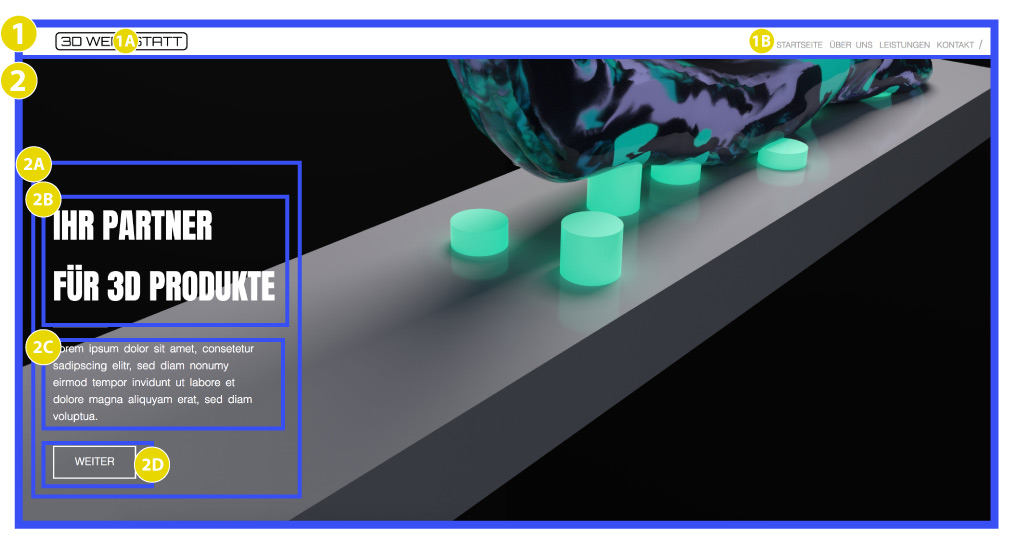 1
3D WE 1A STATT
1B STARTSEITE ÜBER UNS LEISTUNGEN KONTAKT /
2
2A
2B
IHR PARTNER
FÜR 3D PRODUKTE
2C
orem ipsum dolor sit amet, consetetur
sadipscing elitr, sed diam nonumy
eirmod tempor invidunt ut labore et
dolore magna aliquyam erat, sed diam
voluptua.
WEITER
2D